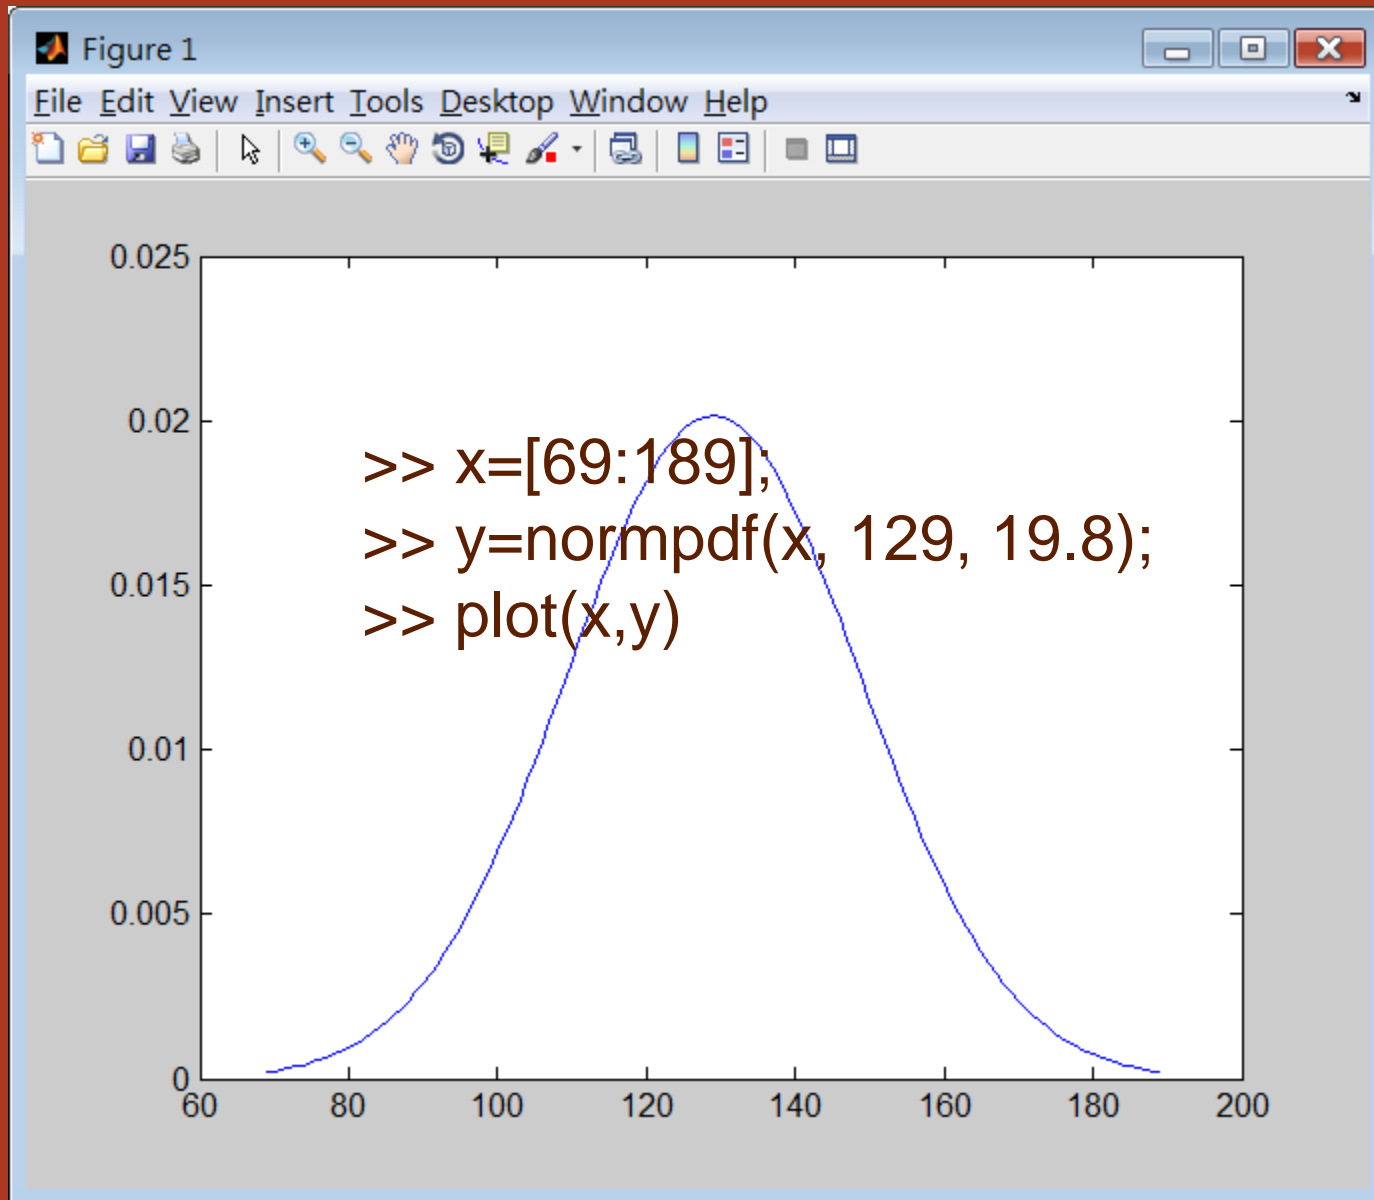 Figure 1
File Edit View Insert Tools Desktop Window Help
0.025
0.02
>> x=[69:189];
>> y=normpdf(x, 129, 19.8);
0.015
>> plot(x,y)
0.01
0.005
0
60 80 100 120 140 160 180 200